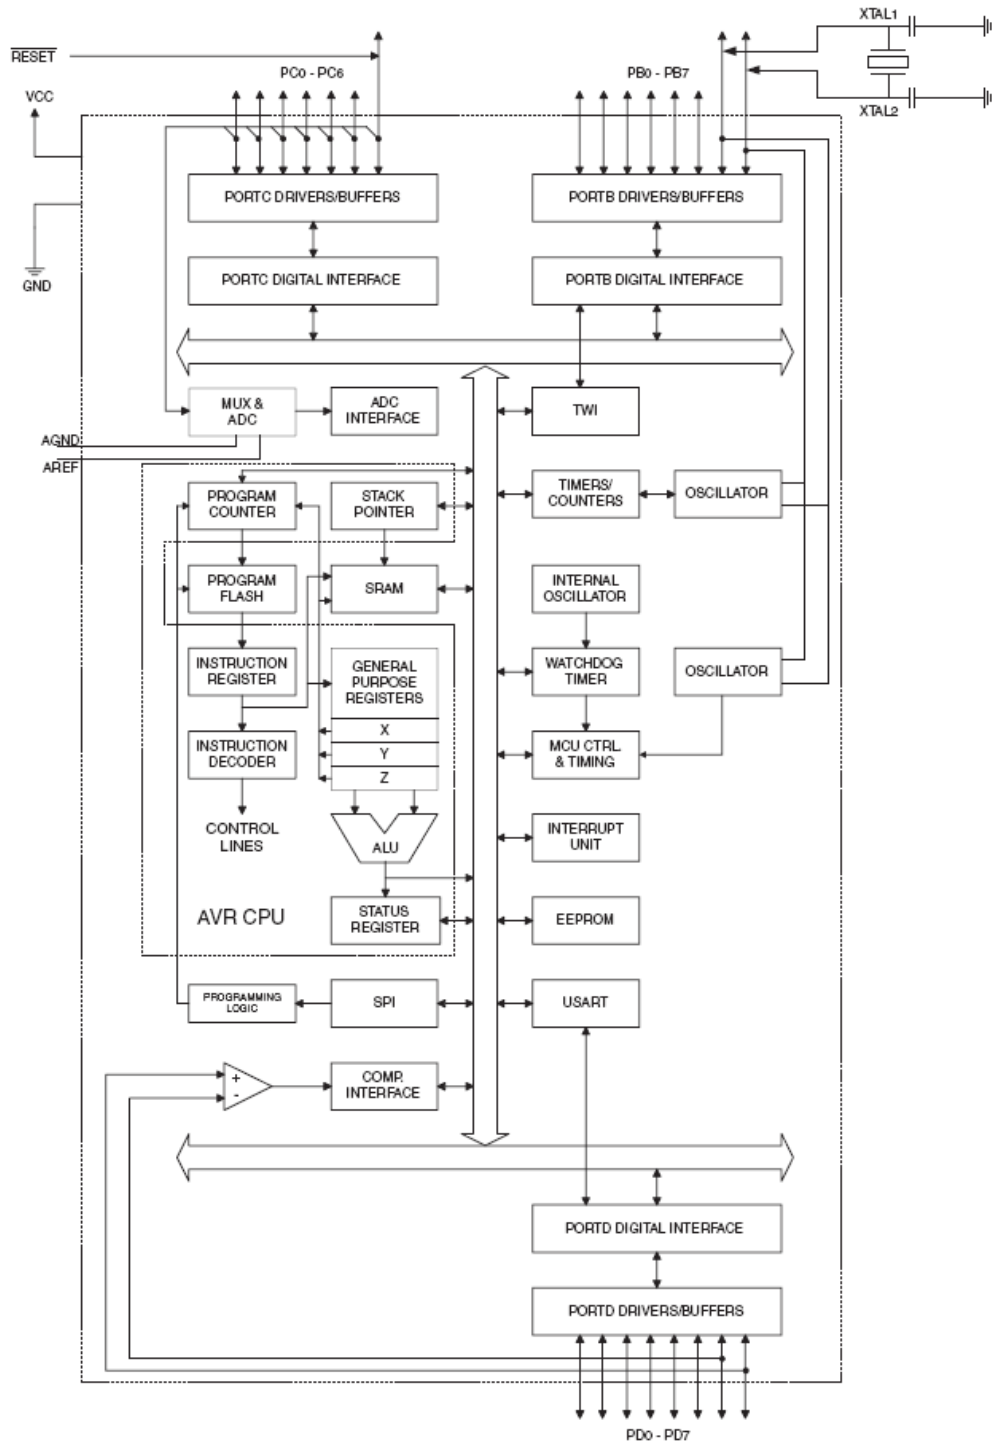 XTAL1
RESET
PC0 - PC6
PB0 - PB7
VCC
XTAL2
PORTC DRIVERS/BUFFERS
PORTB DRIVERS/BUFFERS
PORTC DIGITAL INTERFACE
PORTB DIGITAL INTERFACE
GND
MUX &
ADC
ADC
INTERFACE
TWI
AGND
AREF
PROGRAM
COUNTER
STACK
POINTER
TIMERS/
COUNTERS
OSCILLATOR
PROGRAM
FLASH
SRAM
INTERNAL
OSCILLATOR
INSTRUCTION
REGISTER
GENERAL
PURPOSE
REGISTERS
WATCHDOG
TIMER
OSCILLATOR
X
Y
Z
INSTRUCTION
DECODER
MCU CTRL.
& TIMING
CONTROL
LINES
ALU
INTERRUPT
UNIT
AVR CPU
STATUS
REGISTER
EEPROM
PROGRAMMING
LOGIC
SPI
USART
+
-
COMP.
INTERFACE
PORTD DIGITAL INTERFACE
PORTD DRIVERS/BUFFERS
PD0 - PD7